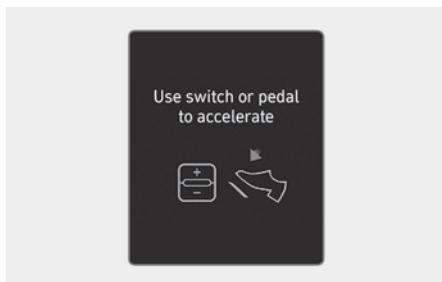 Use switch or pedal
to accelerate
+
−